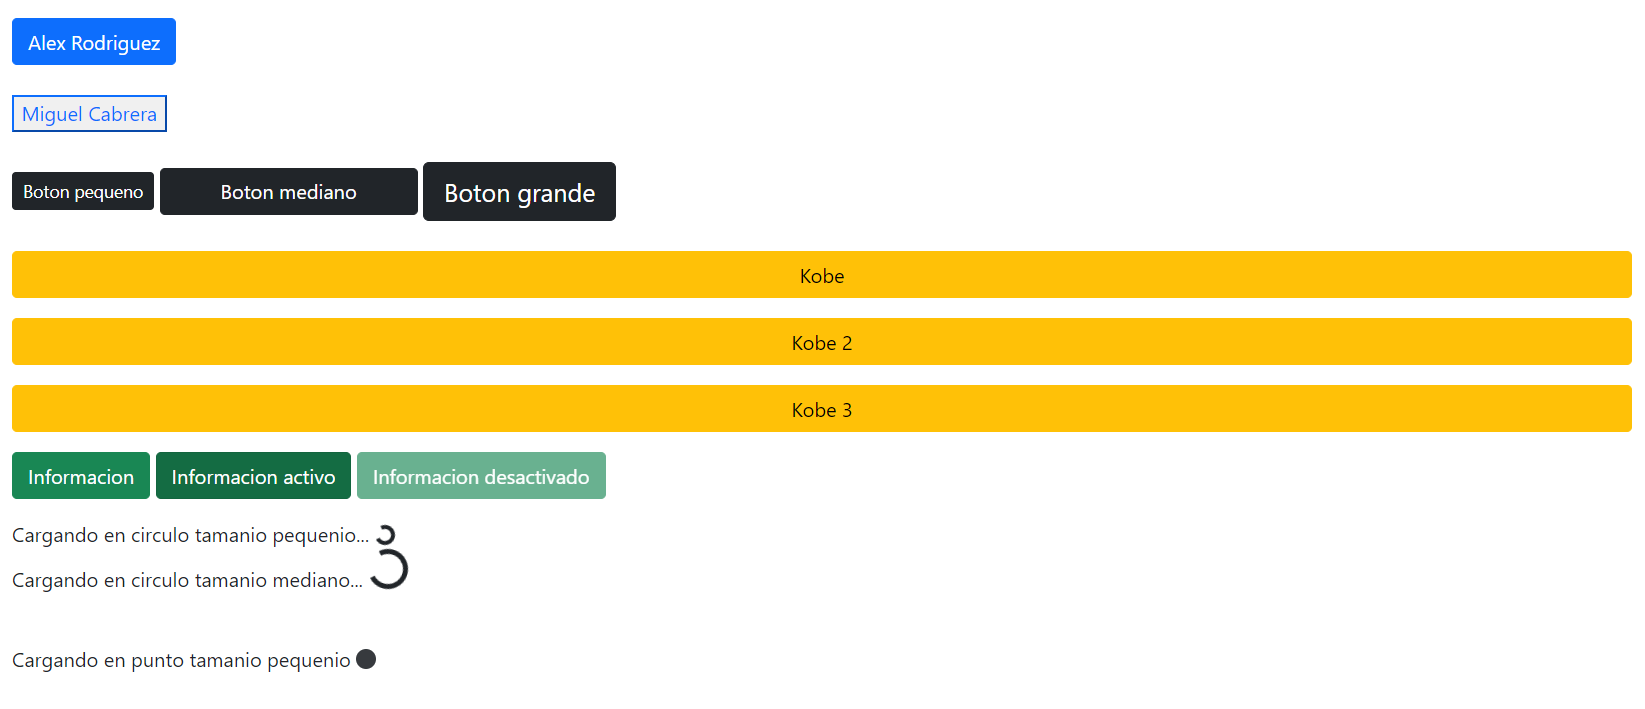 Alex Rodriguez
Miguel Cabrera
Boton pequeno Boton mediano Boton grande
Kobe
Kobe 2
Kobe 3
Informacion Informacion activo Informacion desactivado
Cargando en circulo tamanio pequenio...
Cargando en circulo tamanio mediano...
Cargando en punto tamanio pequenio